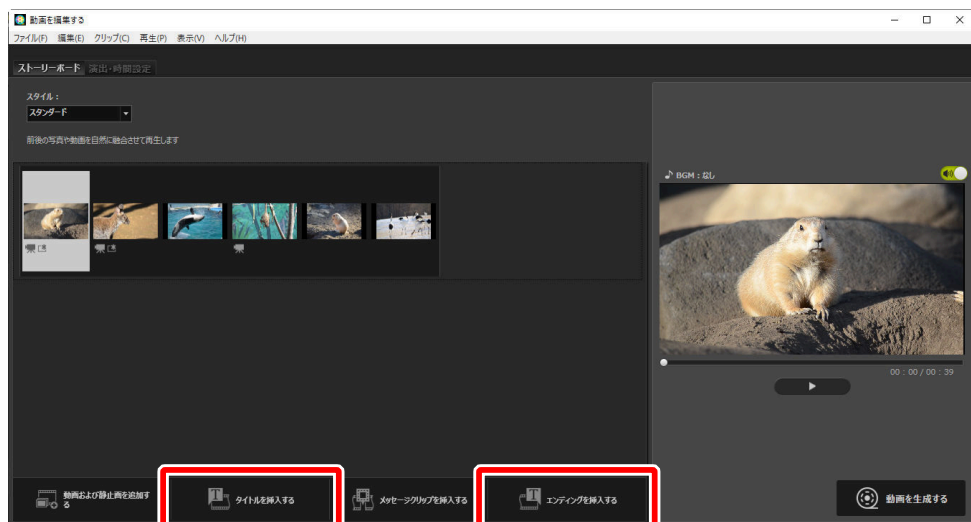 動画を編集する
ファイル(F) 編集(E) クリップ(C) 再生(P) 表示(V) ヘルプ(H)
ストーリーボード 演出・時間設定
スタイル：
スタンダード
前後の写真や動画を自然に融合させて再生します
BGM：なし
00：00 / 00：39
動画および静止画を追加す
る
タイトルを挿入する
メッセージクリップを挿入する
エンディングを挿入する
動画を生成する